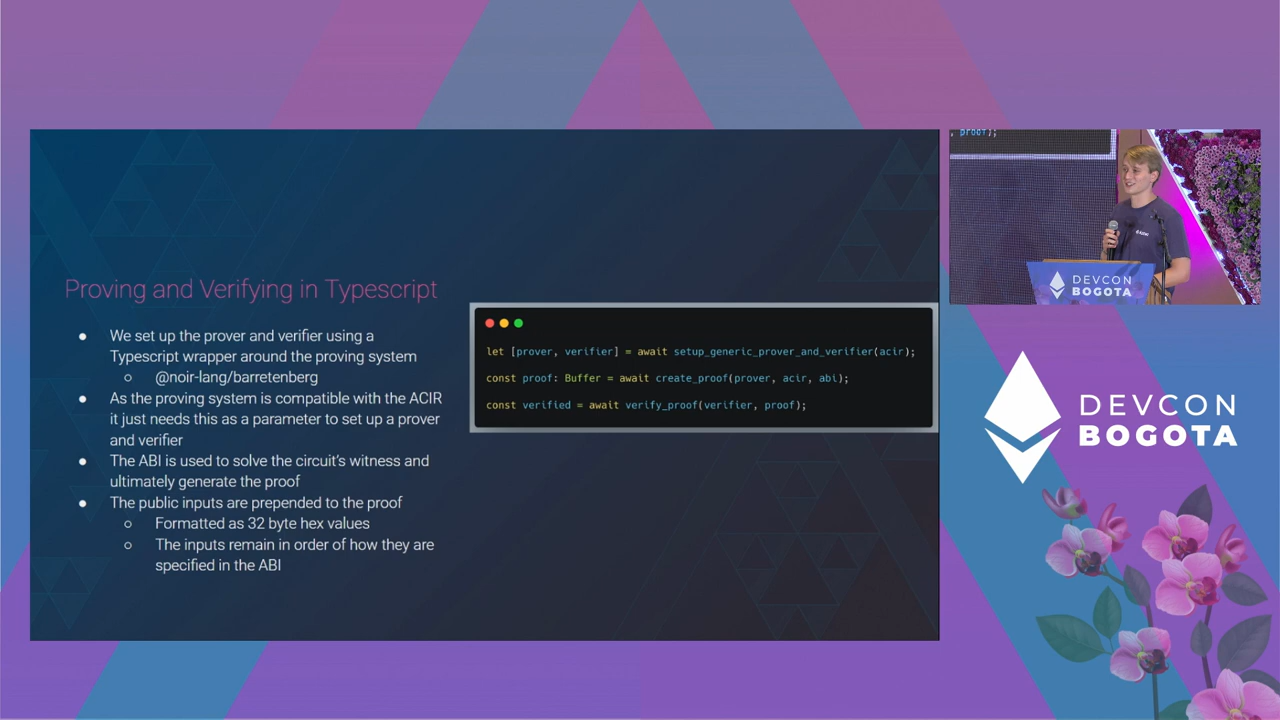 Proving and Verifying in Typescript
We set up the prover and verifier using a
Typescript wrapper around the proving system
@noir-lang/barretenberg
As the proving system is compatible with the ACIR
it just needs this as a parameter to set up a prover
and verifier
The ABI is used to solve the circuit's witness and
ultimately generate the proof
The public inputs are prepended to the proof
Formatted as 32 byte hex values
The inputs remain in order of how they are
specified in the ABI
let [prover, verifier] = await setup_generic_prover_and_verifier(acir);
const proof: Buffer = await create_proof(prover, acir, abi);
const verified = await verify_proof(verifier, proof);
, proof);
DEVCON
BOGOTA
DEVCON
BOGOTA